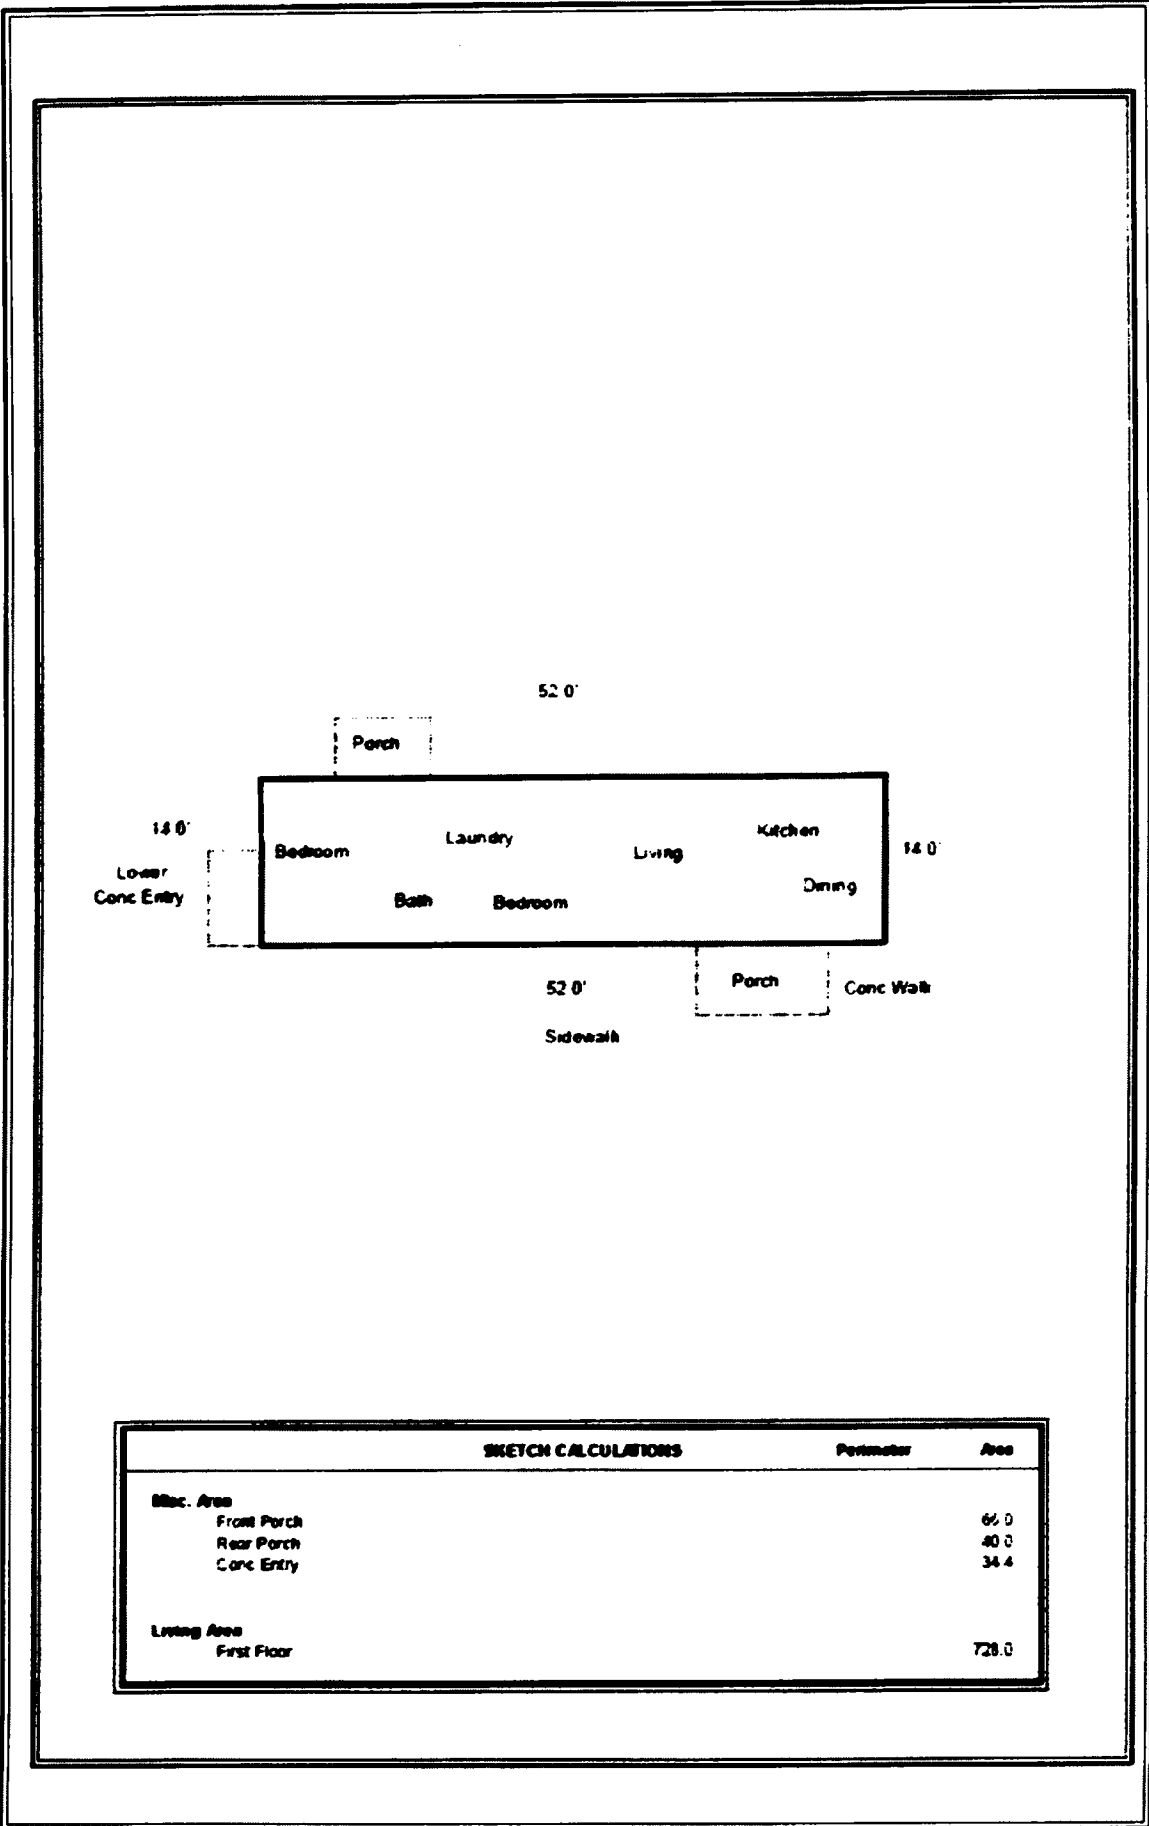 52.0'
Porch
14.0'
Bedroom
Laundry
Living
Kitchen
14.0'
Lower
Conc Entry
Bath
Bedroom
Dining
52.0'
Porch
Conc Walk
Sidewalk
SKETCH CALCULATIONS Perimeter Area
Misc. Area
Front Porch 66.0
Rear Porch 40.0
Conc Entry 34.4
Living Area
First Floor 728.0